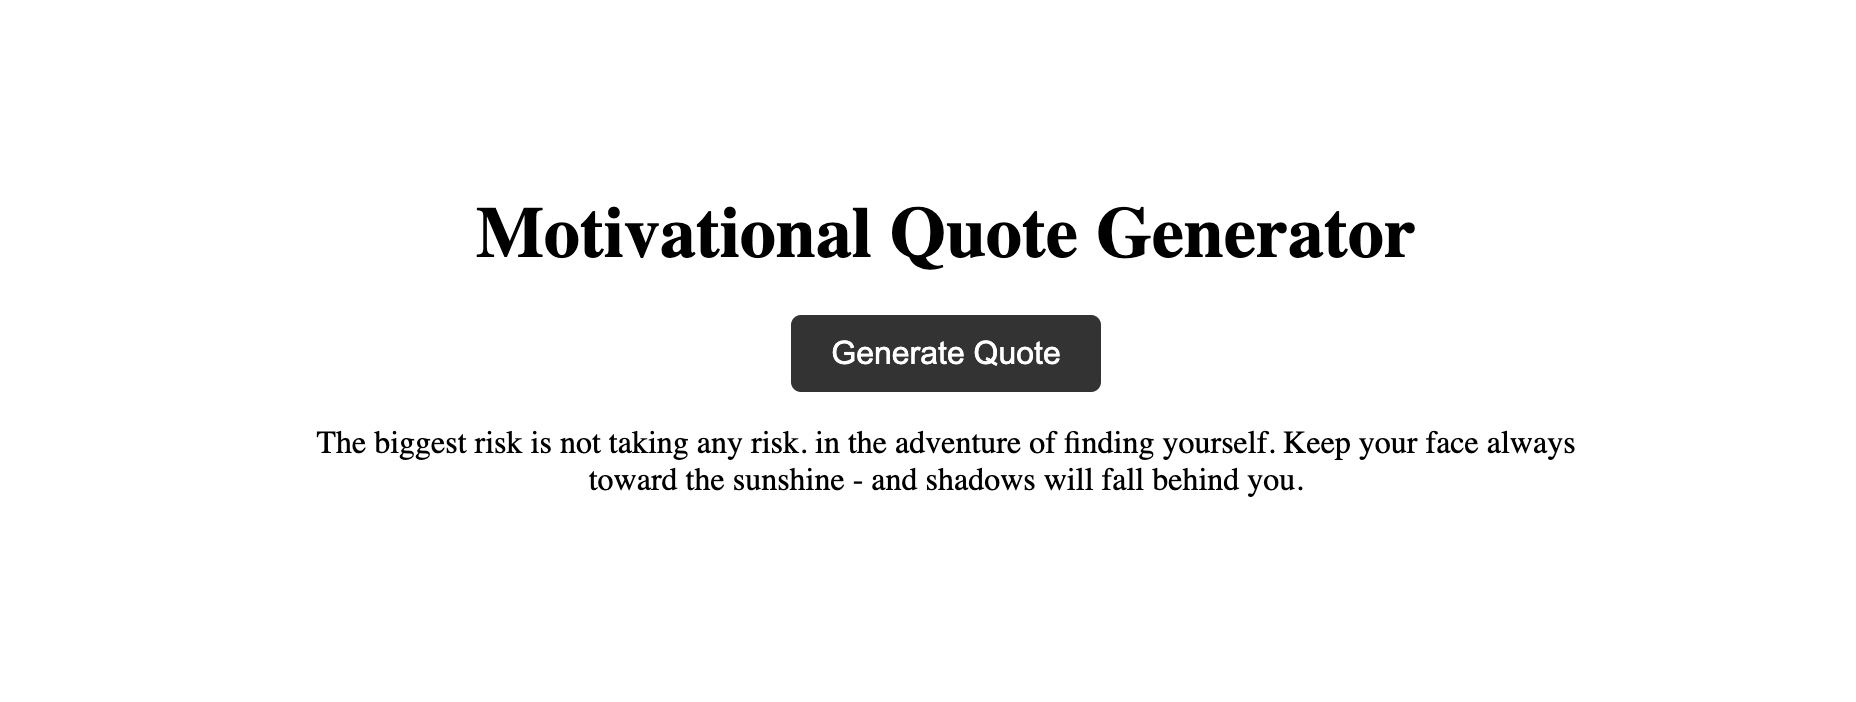 Motivational Quote Generator
Generate Quote
The biggest risk is not taking any risk. in the adventure of finding yourself. Keep your face always
toward the sunshine - and shadows will fall behind you.